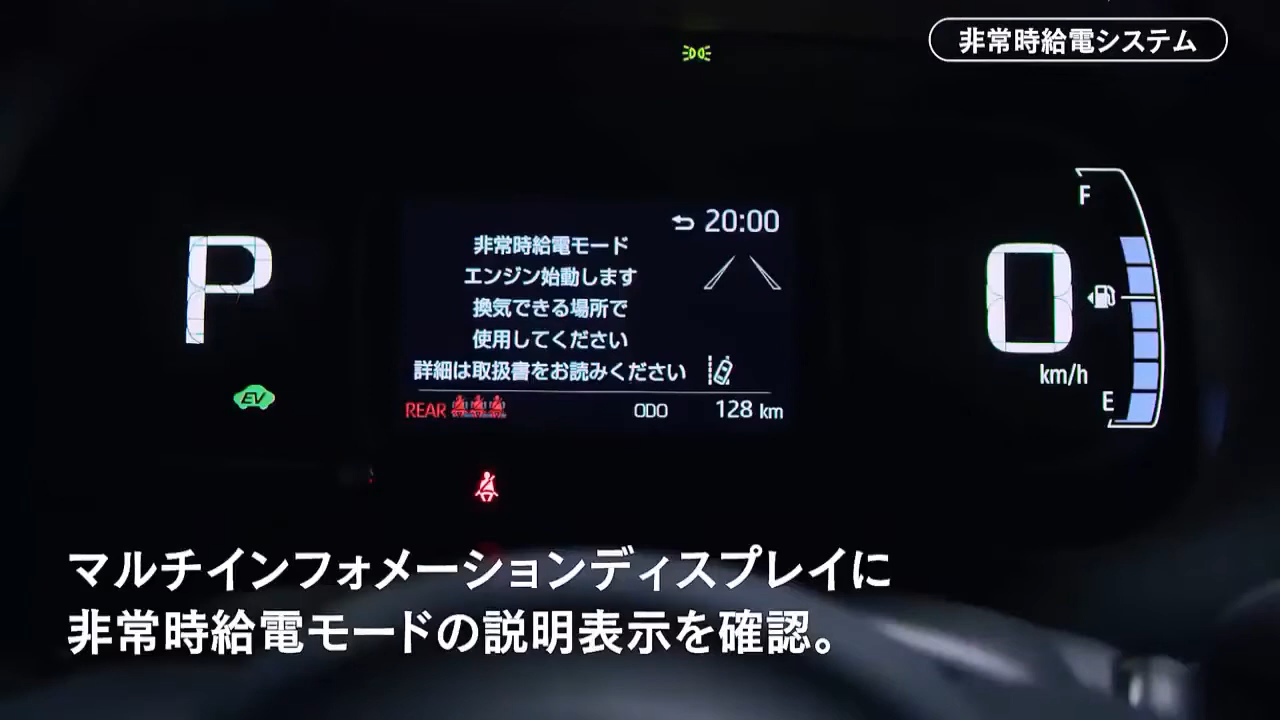 非常時給電システム
20:00
非常時給電モード
エンジン始動します
換気できる場所で
使用してください
詳細は取扱書をお読みください
REAR
ODO 128 km
P
EV
0
km/h
F
E
マルチインフォメーションディスプレイに
非常時給電モードの説明表示を確認。